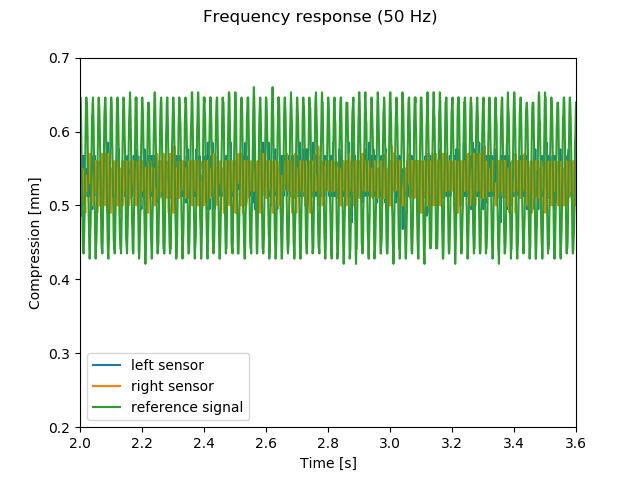 Frequency response (50 Hz)
0.7
0.6
0.5
0.4
0.3
0.2
Compression [mm]
left sensor
right sensor
reference signal
2.0 2.2 2.4 2.6 2.8 3.0 3.2 3.4 3.6
Time [s]